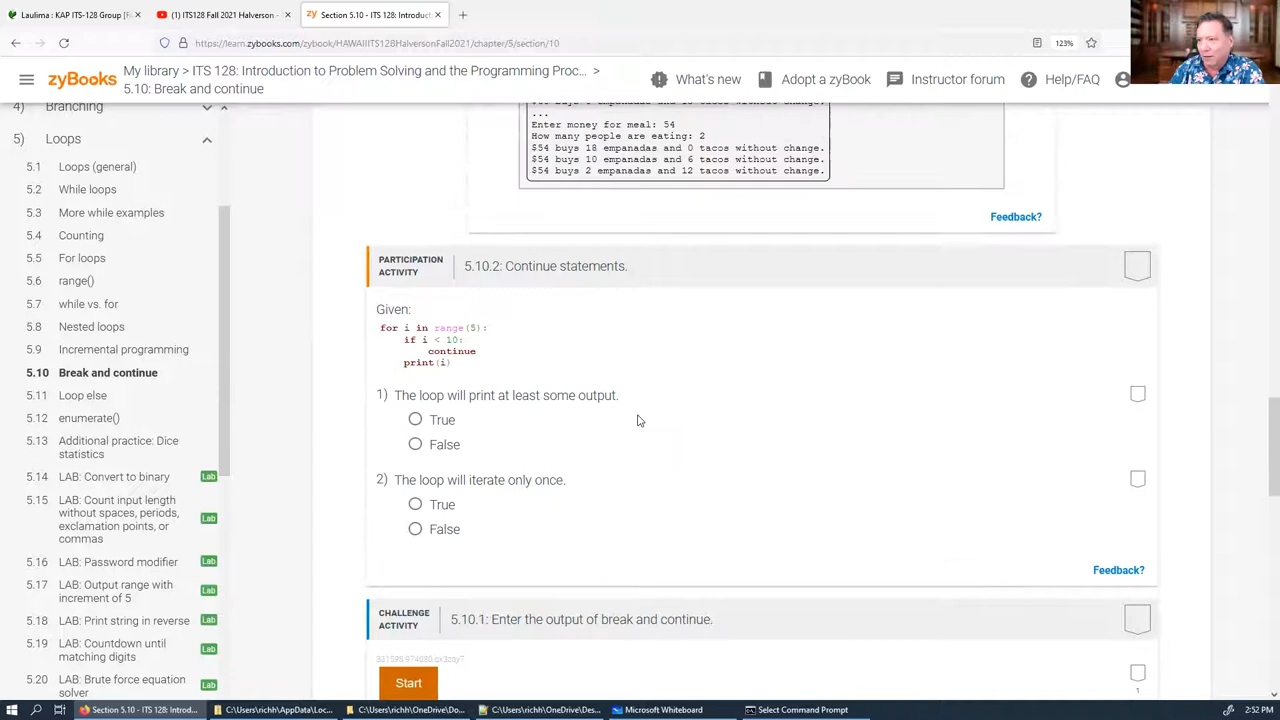 Laulima : KAP ITS-128 Group [F
(1) ITS128 Fall 2021 Halverson -
Section 5.10 - ITS 128: Introduct
https://learn.zybooks.com/zybook/HAWAIIITS128HalversonFall2021/chapter/5/section/10
123%
zyBooks
My library > ITS 128: Introduction to Problem Solving and the Programming Proc... >
5.10: Break and continue
What's new
Adopt a zyBook
Instructor forum
Help/FAQ
4) Branching
5) Loops
5.1 Loops (general)
5.2 While loops
5.3 More while examples
5.4 Counting
5.5 For loops
5.6 range()
5.7 while vs. for
5.8 Nested loops
5.9 Incremental programming
5.10 Break and continue
5.11 Loop else
5.12 enumerate()
5.13 Additional practice: Dice
statistics
5.14 LAB: Convert to binary Lab
5.15 LAB: Count input length
without spaces, periods,
exclamation points, or
commas Lab
5.16 LAB: Password modifier Lab
5.17 LAB: Output range with
increment of 5 Lab
5.18 LAB: Print string in reverse Lab
5.19 LAB: Countdown until
matching digits Lab
5.20 LAB: Brute force equation
solver Lab
...
Enter money for meal: 54
How many people are eating: 2
$54 buys 18 empanadas and 0 tacos without change.
$54 buys 10 empanadas and 6 tacos without change.
$54 buys 2 empanadas and 12 tacos without change.
Feedback?
PARTICIPATION
ACTIVITY
5.10.2: Continue statements.
Given:
for i in range(5):
if i < 10:
continue
print(i)
1) The loop will print at least some output.
True
False
2) The loop will iterate only once.
True
False
Feedback?
CHALLENGE
ACTIVITY
5.10.1: Enter the output of break and continue.
Start
1
Section 5.10 - ITS 128: Introd...
C:\Users\richh\AppData\Loc...
C:\Users\richh\OneDrive\Do...
C:\Users\richh\OneDrive\Des...
Microsoft Whiteboard
Select Command Prompt
2:52 PM